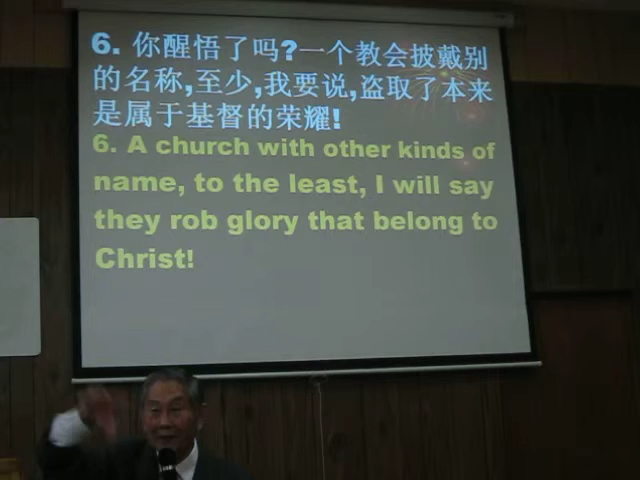 6. 你醒悟了吗?一个教会披戴别
的名称,至少,我要说,盗取了本来
是属于基督的荣耀!
6. A church with other kinds of
name, to the least, I will say
they rob glory that belong to
Christ!